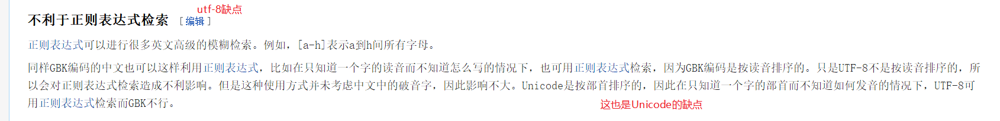 utf-8缺点
不利于正则表达式检索 [编辑]
正则表达式可以进行很多英文高级的模糊检索。例如，[a-h]表示a到h间所有字母。
同样GBK编码的中文也可以这样利用正则表达式，比如在只知道一个字的读音而不知道怎么写的情况下，也可用正则表达式检索，因为GBK编码是按读音排序的。只是UTF-8不是按读音排序的，所
以会对正则表达式检索造成不利影响。但是这种使用方式并未考虑中文中的破音字，因此影响不大。Unicode是按部首排序的，因此在只知道一个字的部首而不知道如何发音的情况下，UTF-8可
用正则表达式检索而GBK不行。
这也是Unicode的缺点